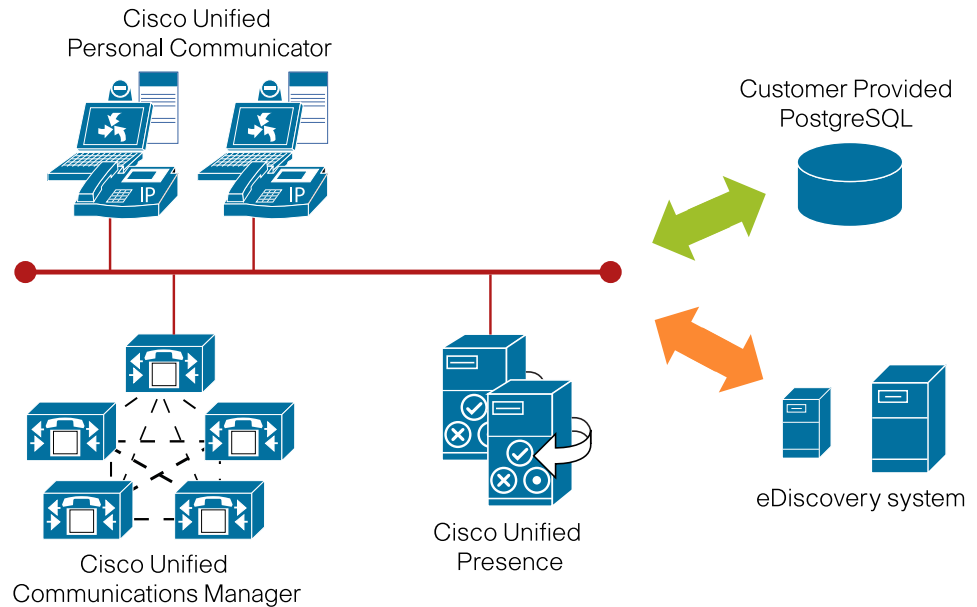 Cisco Unified
Personal Communicator
IP
IP
Customer Provided
PostgreSQL
eDiscovery system
Cisco Unified
Presence
Cisco Unified
Communications Manager